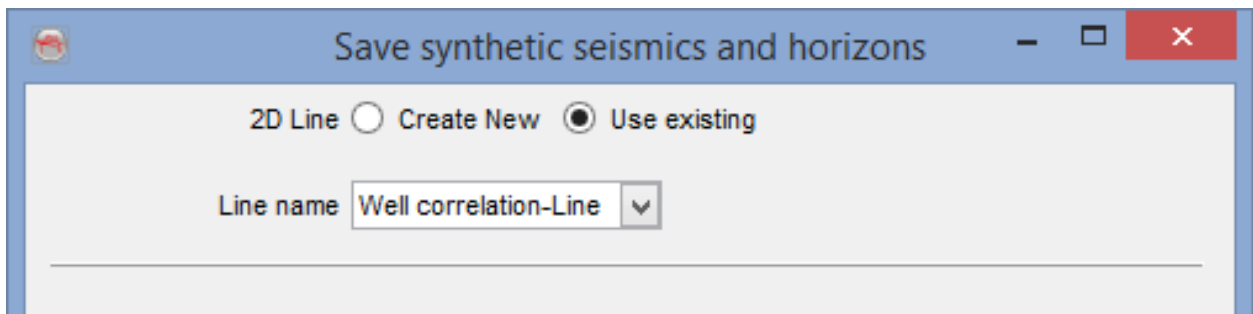 Save synthetic seismics and horizons
2D Line Create New Use existing
Line name Well correlation-Line